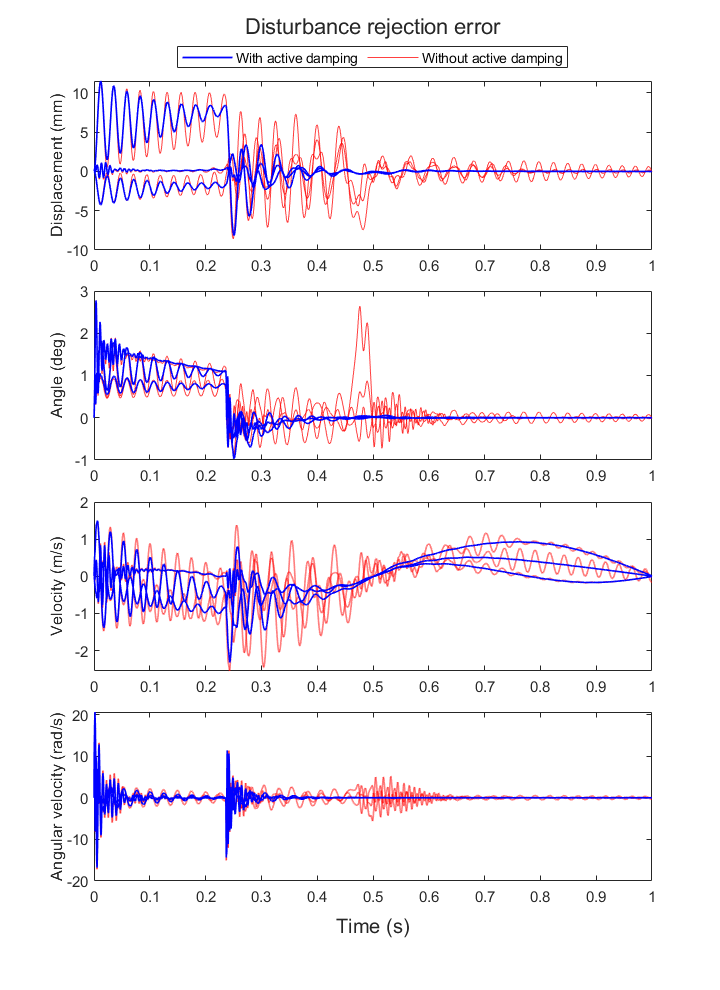 Disturbance rejection error
With active damping Without active damping
Displacement (mm)
10
5
0
-5
-10
0 0.1 0.2 0.3 0.4 0.5 0.6 0.7 0.8 0.9 1
Angle (deg)
3
2
1
0
-1
0 0.1 0.2 0.3 0.4 0.5 0.6 0.7 0.8 0.9 1
Velocity (m/s)
2
1
0
-1
-2
0 0.1 0.2 0.3 0.4 0.5 0.6 0.7 0.8 0.9 1
Angular velocity (rad/s)
20
10
0
-10
-20
0 0.1 0.2 0.3 0.4 0.5 0.6 0.7 0.8 0.9 1
Time (s)